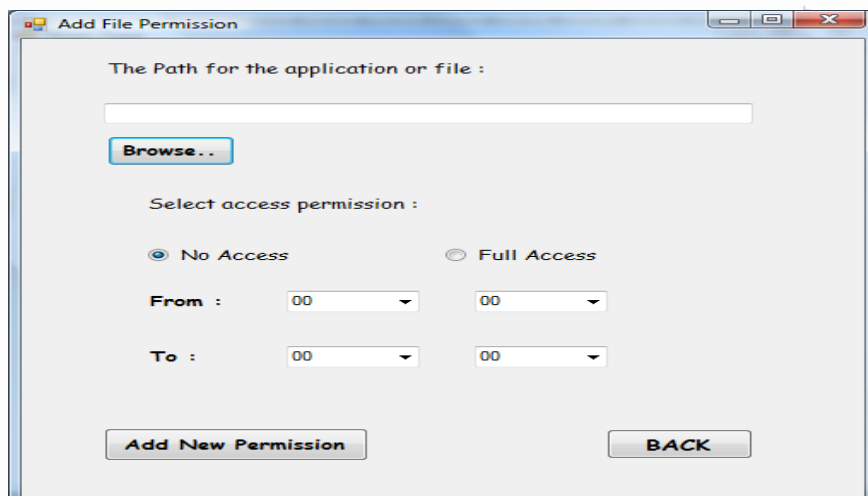 Add File Permission
The Path for the application or file :
Browse..
Select access permission :
No Access Full Access
From : 00 00
To : 00 00
Add New Permission BACK